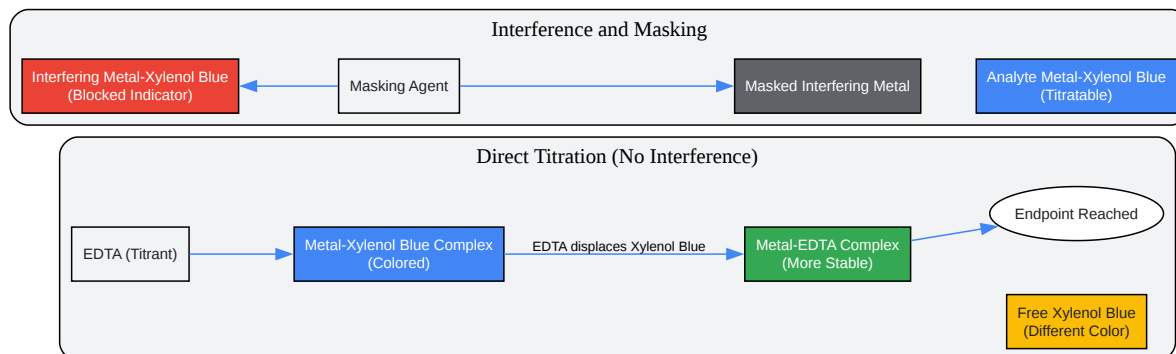 Interference and Masking
Interfering Metal-Xylenol Blue
(Blocked Indicator)
Masking Agent
Masked Interfering Metal
Analyte Metal-Xylenol Blue
(Titratable)
Direct Titration (No Interference)
EDTA (Titrant)
Metal-Xylenol Blue Complex
(Colored)
EDTA displaces Xylenol Blue
Metal-EDTA Complex
(More Stable)
Endpoint Reached
Free Xylenol Blue
(Different Color)